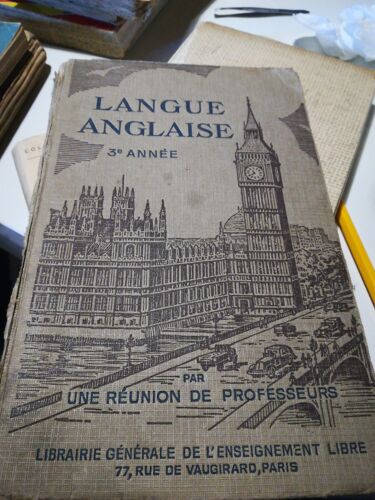 LANGUE
ANGLAISE
3e ANNÉE
PAR
UNE RÉUNION DE PROFESSEURS
LIBRAIRIE GÉNÉRALE DE L'ENSEIGNEMENT LIBRE
77, RUE DE VAUGIRARD, PARIS